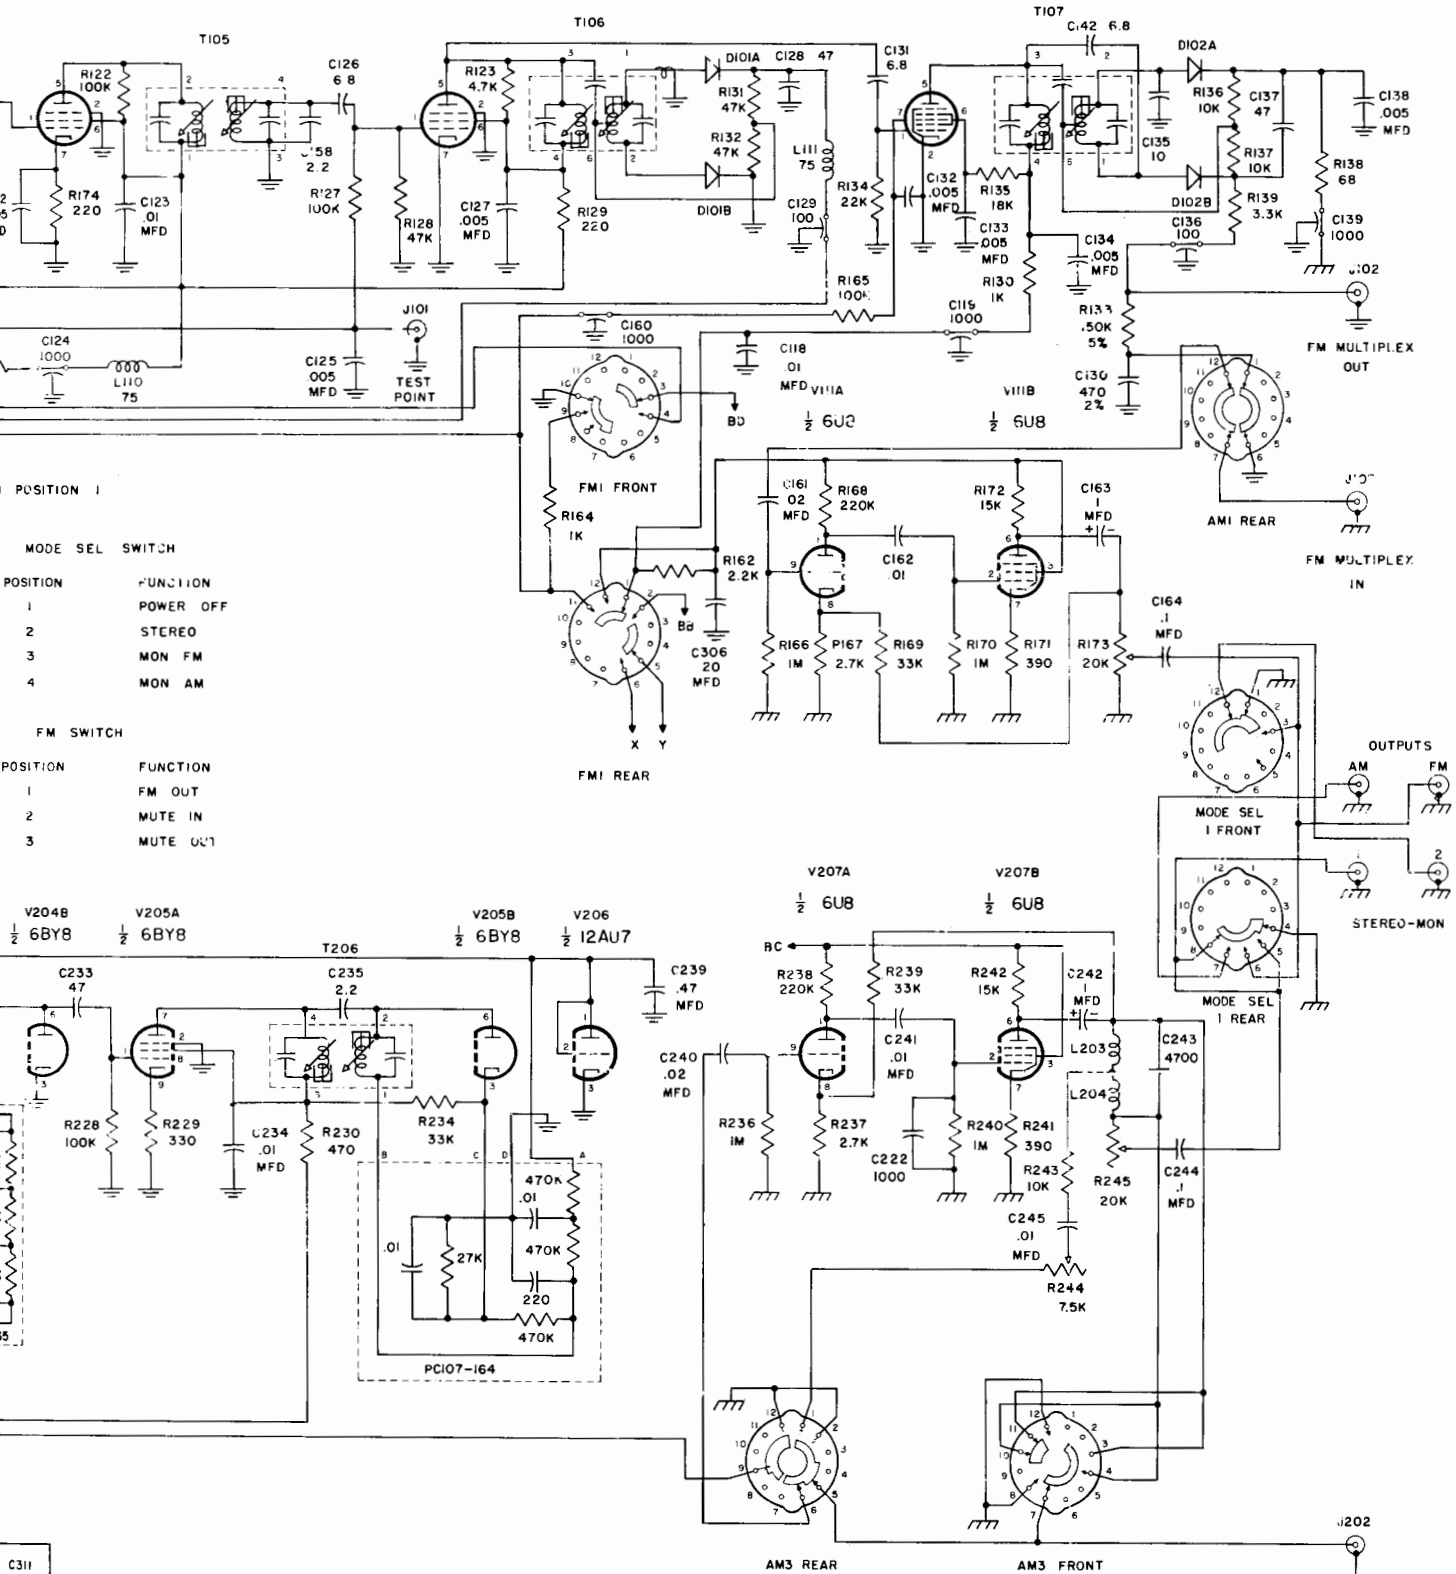 T105
T106
T107
R122
100K
C126
6 8
R123
4.7K
D101A
C128 47
R131
47K
R132
47K
C131
6.8
C142 6.8
D102A
R136
10K
C137
47
C138
.005
MFD
R174
220
C123
.01
MFD
2.2
R127
100K
R128
47K
C127
.005
MFD
R129
220
D101B
L111
75
C129
100
R134
22K
C132
.005
MFD
R135
18K
C133
.005
MFD
C135
10
D102B
R137
10K
R139
3.3K
C136
100
R138
68
C139
1000
C134
.005
MFD
R130
1K
R165
J102
C124
1000
L110
75
C125
.005
MFD
J101
TEST
POINT
C160
1000
C118
.01
MFD
C119
1000
R133
5%
C130
470
2%
FM MULTIPLEX
OUT
FM1 FRONT
V111A
V111B
½ 6U8
AM1 REAR
FM MULTIPLEX
IN
POSITION 1
MODE SEL SWITCH
POSITION FUNCTION
1 POWER OFF
2 STEREO
3 MON FM
4 MON AM
FM SWITCH
POSITION FUNCTION
1 FM OUT
2 MUTE IN
3 MUTE OUT
R164
1K
R162
2.2K
BB
C306
20
MFD
X Y
FM1 REAR
C161
02
MFD
R168
220K
C162
.01
R172
15K
C163
1
MFD
R166
1M
2.7K
R169
33K
R170
1M
R171
390
R173
20K
C164
.1
MFD
MODE SEL
1 FRONT
OUTPUTS
AM FM
1 2
STEREO-MON
MODE SEL
1 REAR
V204B
½ 6BY8
V205A
½ 6BY8
V205B
½ 6BY8
V206
½ 12AU7
V207A
½ 6U8
V207B
½ 6U8
T206
C233
47
C235
2.2
C239
.47
MFD
R228
100K
R229
330
C234
.01
MFD
R230
470
R234
33K
B C D A
470K
.01
.01
27K
470K
220
470K
PC107-164
BC
R238
220K
R239
33K
R242
15K
C242
1
MFD
C240
.02
MFD
C241
.01
MFD
L203
C243
4700
L204
R236
1M
R237
2.7K
C222
1000
R240
1M
R241
390
R243
10K
R245
20K
C244
.1
MFD
C245
.01
MFD
R244
7.5K
AM3 REAR
AM3 FRONT
J202
C311